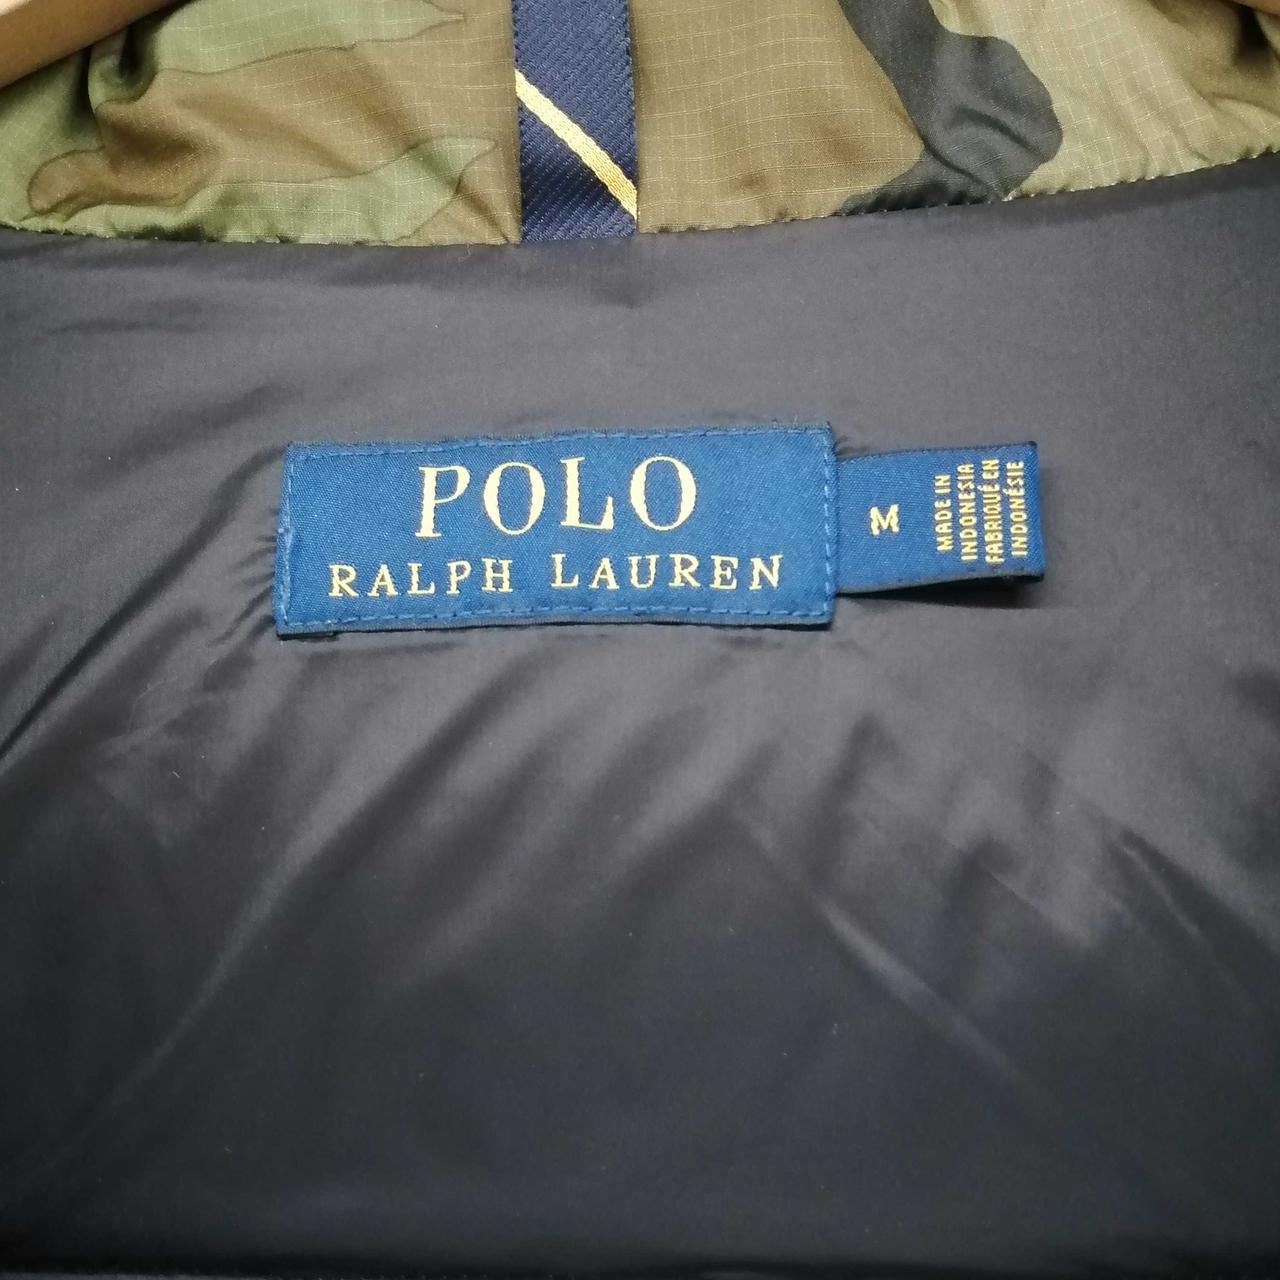 POLO
RALPH LAUREN
M
MADE IN
INDONESIA
FABRIQUÉ EN
INDONÉSIE